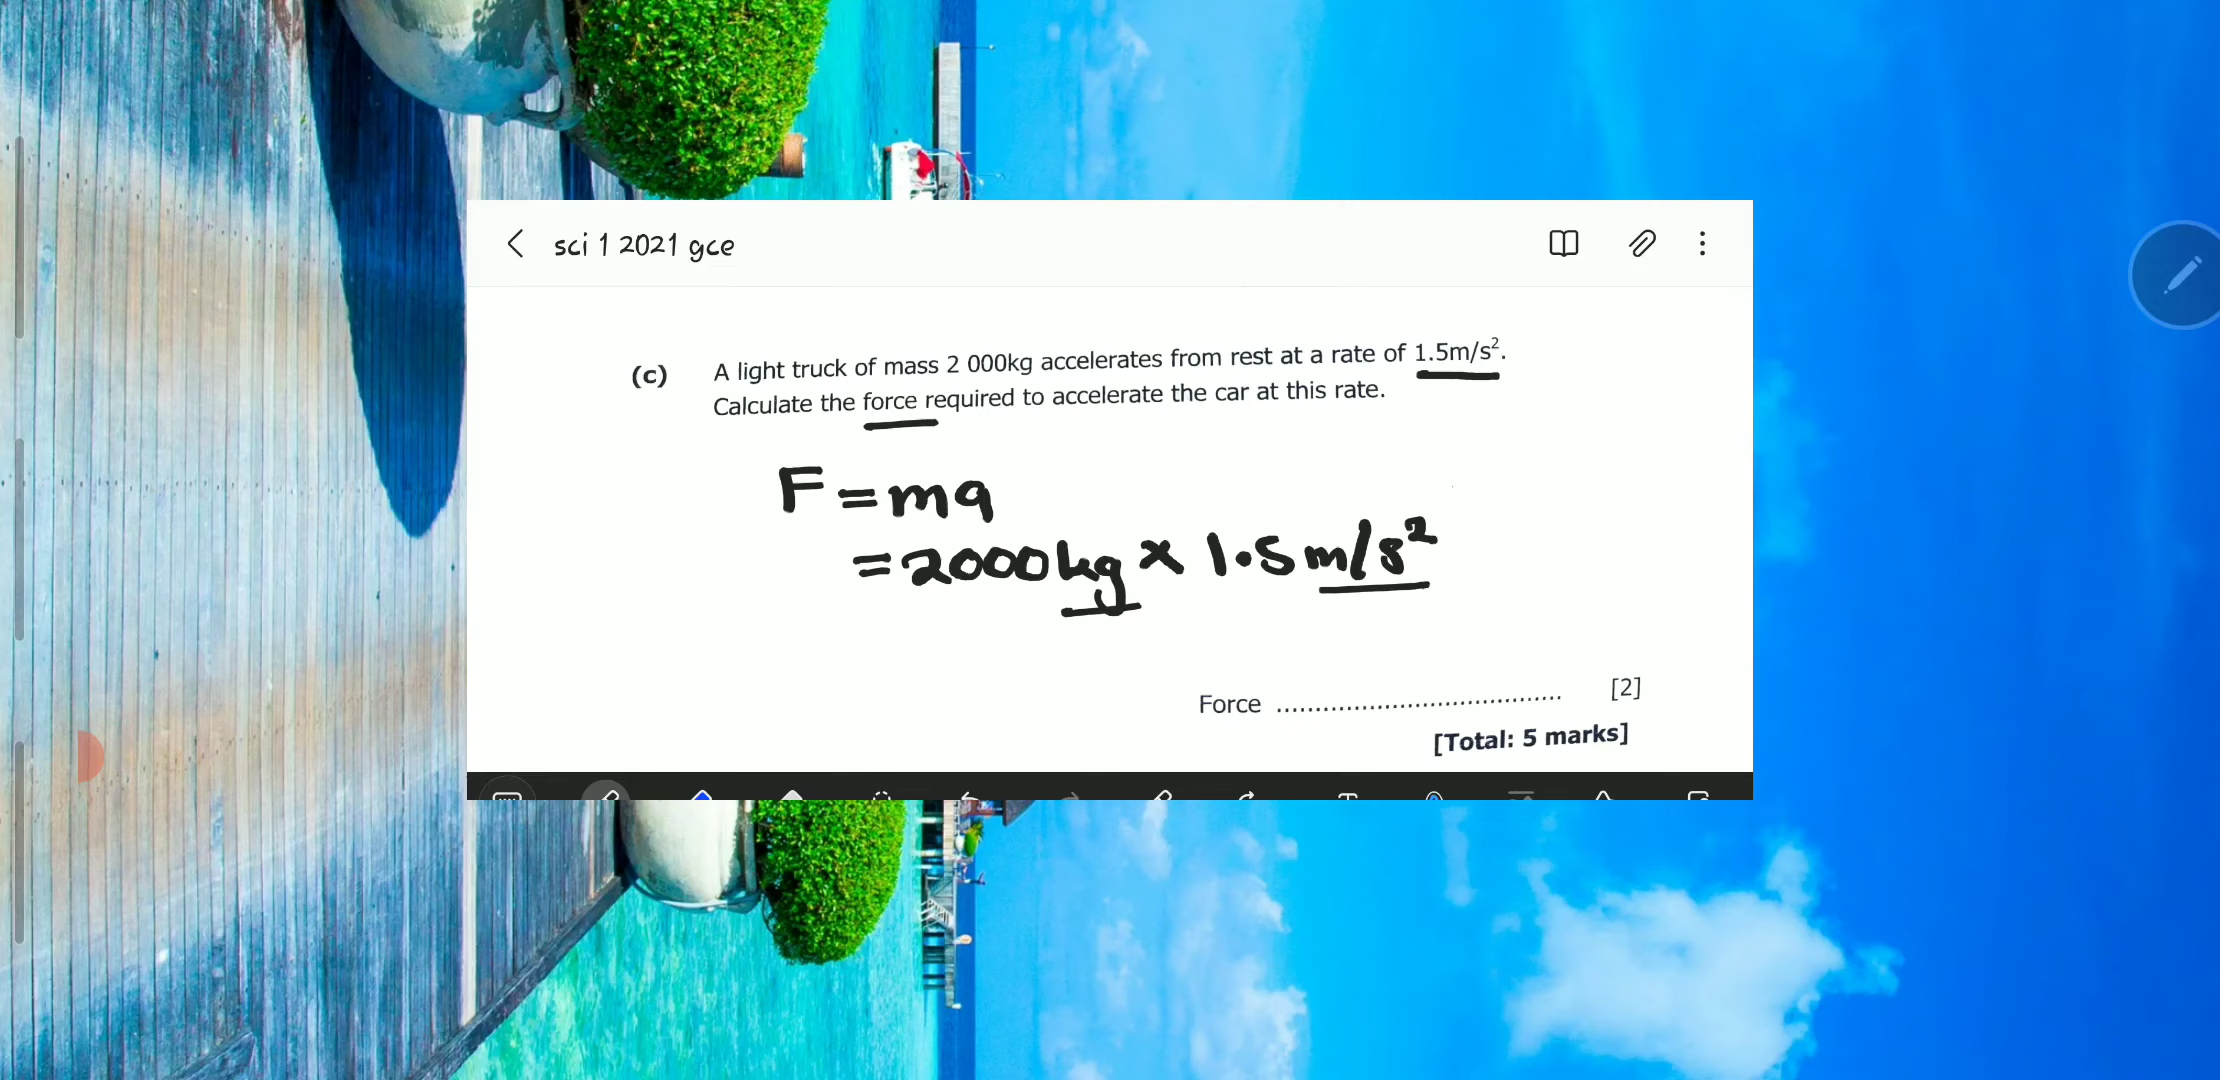 sci 1 2021 gce
(c) A light truck of mass 2 000kg accelerates from rest at a rate of 1.5m/s².
Calculate the force required to accelerate the car at this rate.
F = ma
= 2000kg × 1.5 m/s²
Force .................................... [2]
[Total: 5 marks]